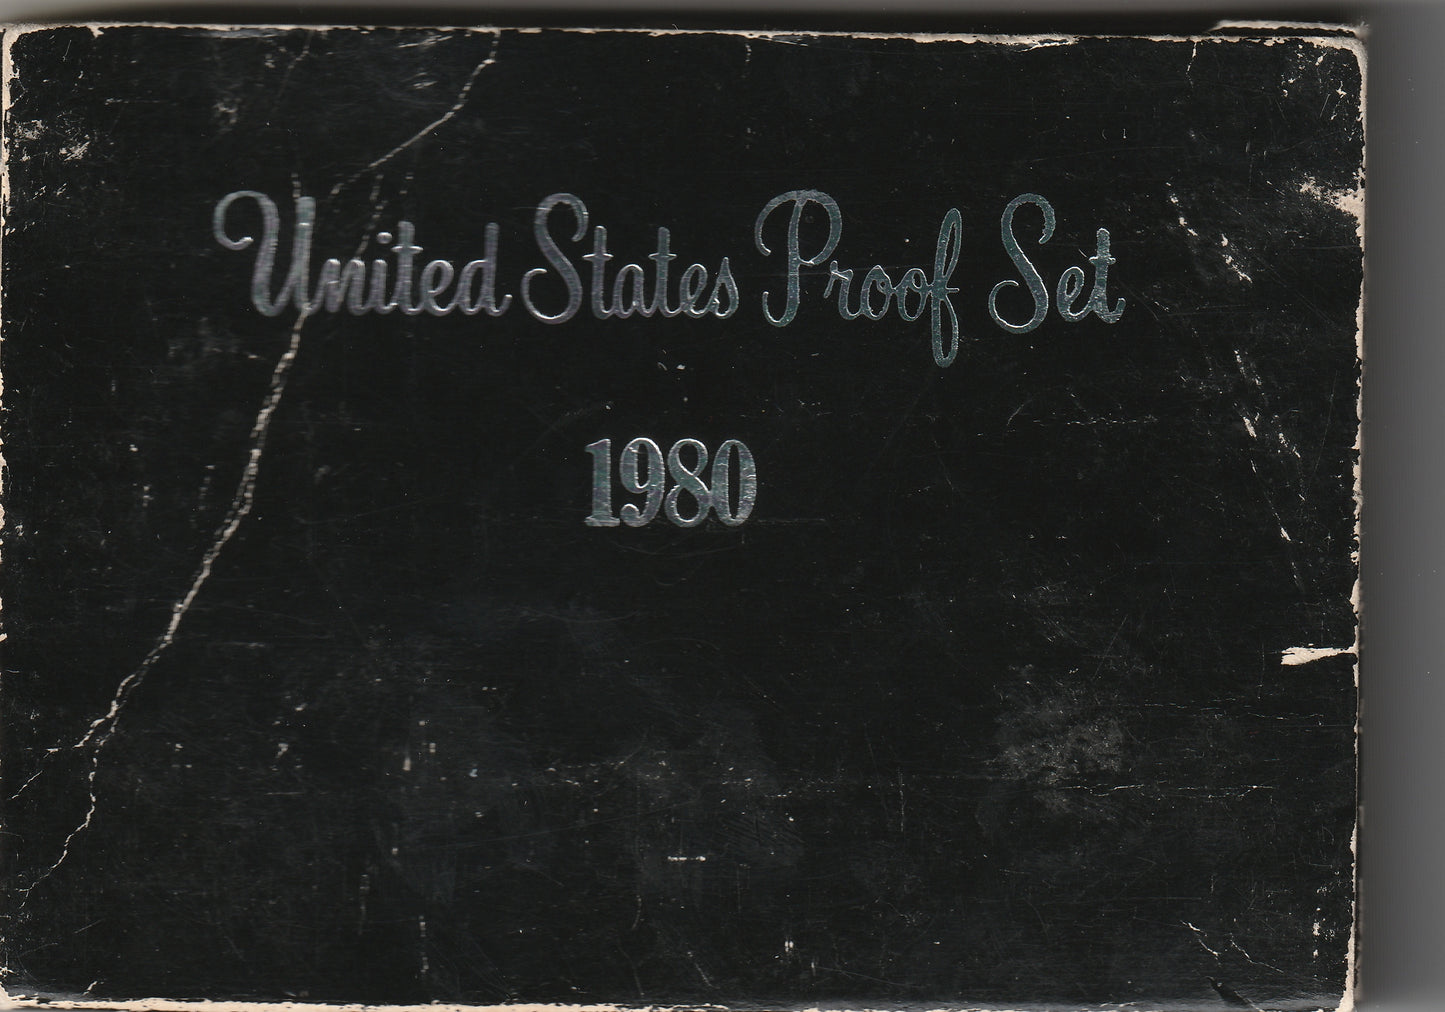 United States Proof Set
1980